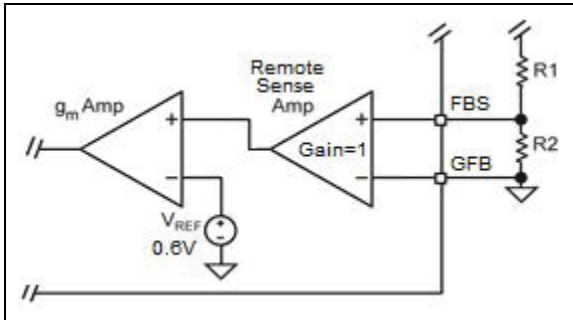 Remote
Sense
Amp
gm Amp
+
−
VREF
0.6V
+
−
+
Gain=1
−
FBS
GFB
R1
R2